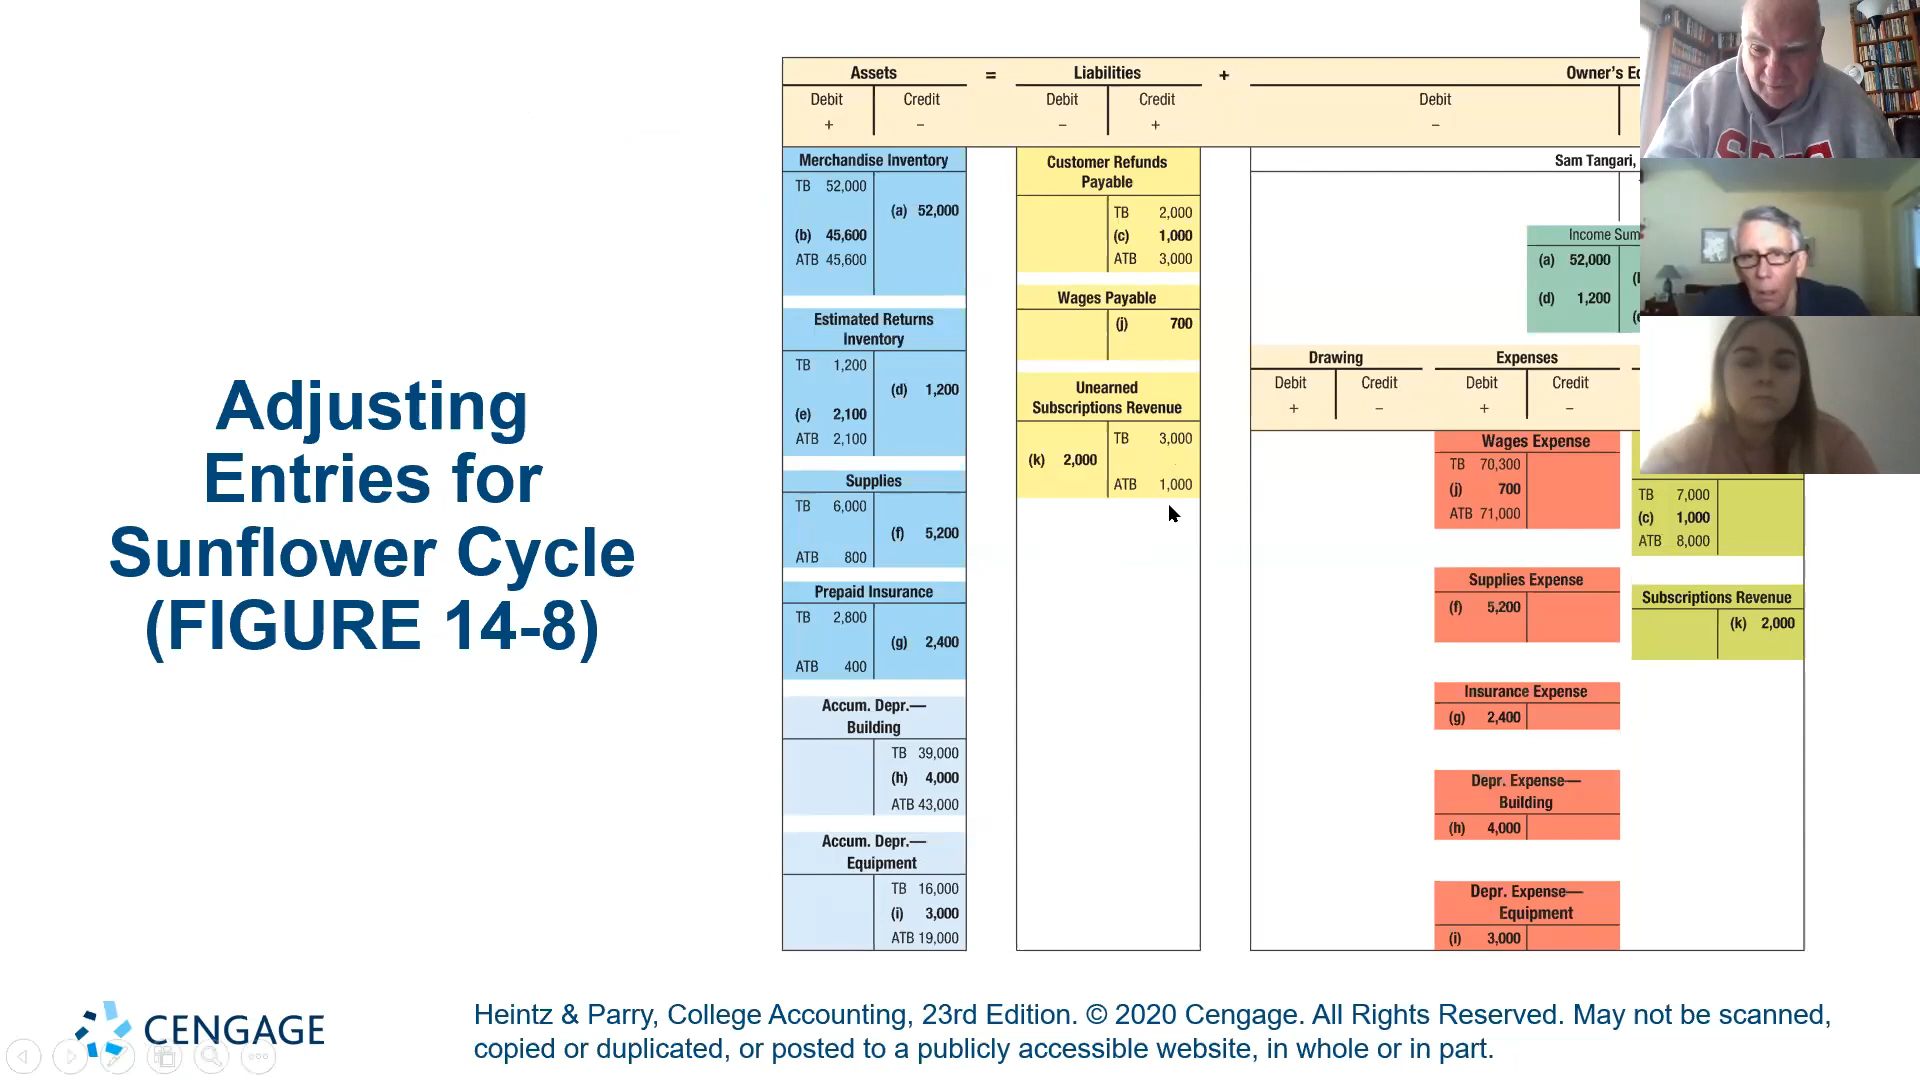 Adjusting
Entries for
Sunflower Cycle
(FIGURE 14-8)
Assets = Liabilities + Owner's
Debit Credit Debit Credit Debit
+ – – + –
Merchandise Inventory
TB 52,000
(a) 52,000
(b) 45,600
ATB 45,600
Estimated Returns
Inventory
TB 1,200
(d) 1,200
(e) 2,100
ATB 2,100
Supplies
TB 6,000
(f) 5,200
ATB 800
Prepaid Insurance
TB 2,800
(g) 2,400
ATB 400
Accum. Depr.—
Building
TB 39,000
(h) 4,000
ATB 43,000
Accum. Depr.—
Equipment
TB 16,000
(i) 3,000
ATB 19,000
Customer Refunds
Payable
TB 2,000
(c) 1,000
ATB 3,000
Wages Payable
(j) 700
Unearned
Subscriptions Revenue
TB 3,000
(k) 2,000
ATB 1,000
Sam Tangari,
Income Sum
(a) 52,000
(d) 1,200
Drawing Expenses
Debit Credit Debit Credit
+ – + –
Wages Expense
TB 70,300
(j) 700
ATB 71,000
Supplies Expense
(f) 5,200
Insurance Expense
(g) 2,400
Depr. Expense—
Building
(h) 4,000
Depr. Expense—
Equipment
(i) 3,000
TB 7,000
(c) 1,000
ATB 8,000
Subscriptions Revenue
(k) 2,000
CENGAGE
Heintz & Parry, College Accounting, 23rd Edition. © 2020 Cengage. All Rights Reserved. May not be scanned,
copied or duplicated, or posted to a publicly accessible website, in whole or in part.